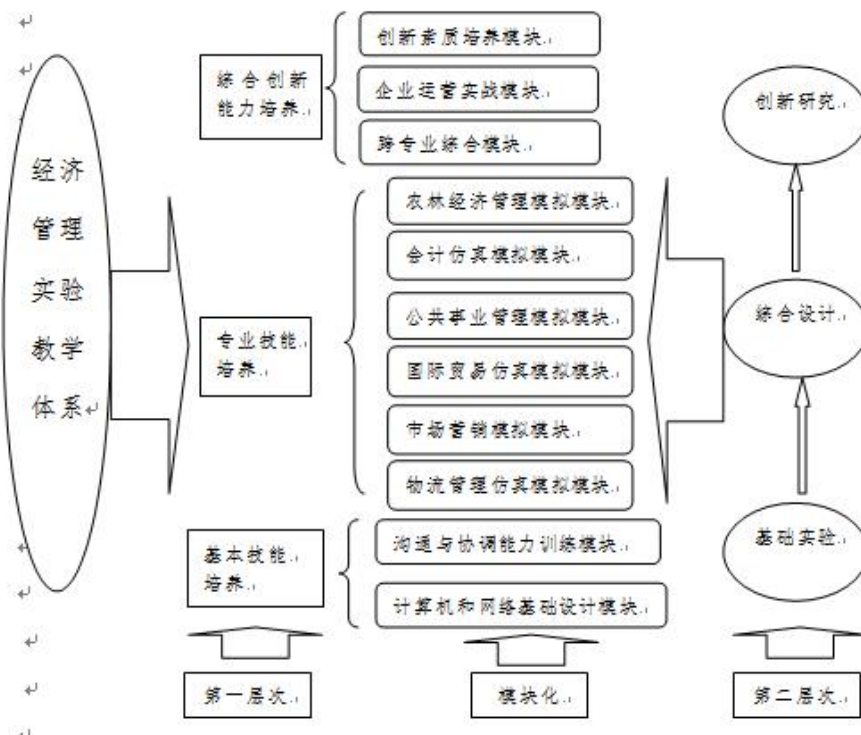 经济
管理
实验
教学
体系
综合创新
能力培养
创新素质培养模块
企业运营实战模块
跨专业综合模块
专业技能
培养
农林经济管理模拟模块
会计仿真模拟模块
公共事业管理模拟模块
国际贸易仿真模拟模块
市场营销模拟模块
物流管理仿真模拟模块
基本技能
培养
沟通与协调能力训练模块
计算机和网络基础设计模块
创新研究
综合设计
基础实验
第一层次
模块化
第二层次